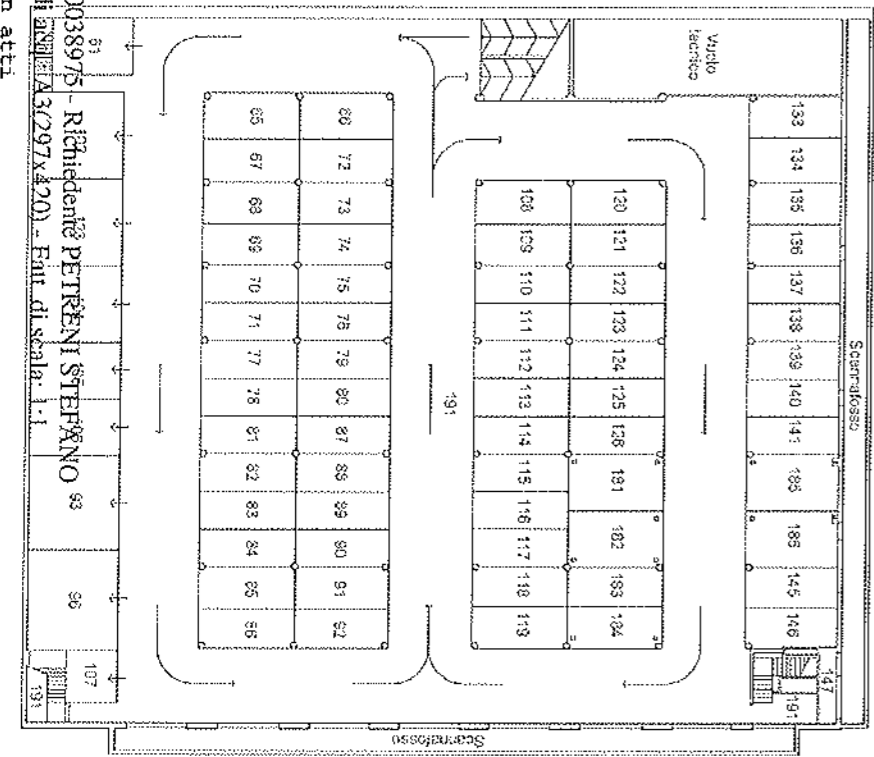 Vuoto
tecnico
Scannafosso
133 134 135 136 137 138 139 140 141 185 186 145 146 147
191
120 121 122 123 124 125 126 181 182 183 184
108 109 110 111 112 113 114 115 116 117 118 119
191
66 72 73 74 75 76 79 80 87 88 89 90 91 92
65 67 68 69 70 71 77 78 81 82 83 84 85 86
61
93 96 107
191
Scannafosso
0038975 - Richiedente PETRENI STEFANO
A3(297x420) - Fatt. di scala: 1:1
n atti